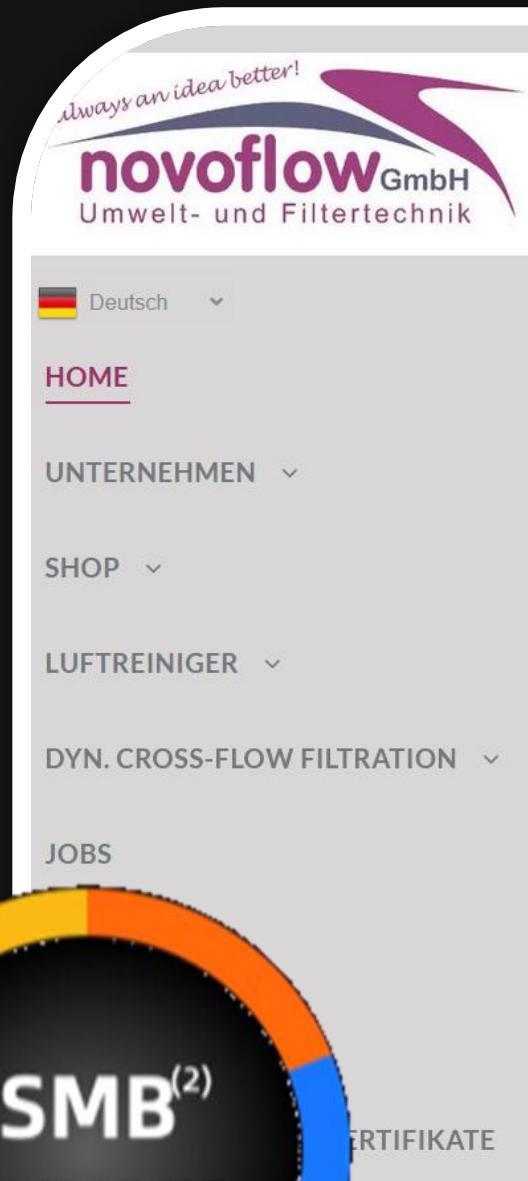 always an idea better!
novoflow GmbH
Umwelt- und Filtertechnik
Deutsch
HOME
UNTERNEHMEN
SHOP
LUFTREINIGER
DYN. CROSS-FLOW FILTRATION
JOBS
SMB(2)
ERTIFIKATE